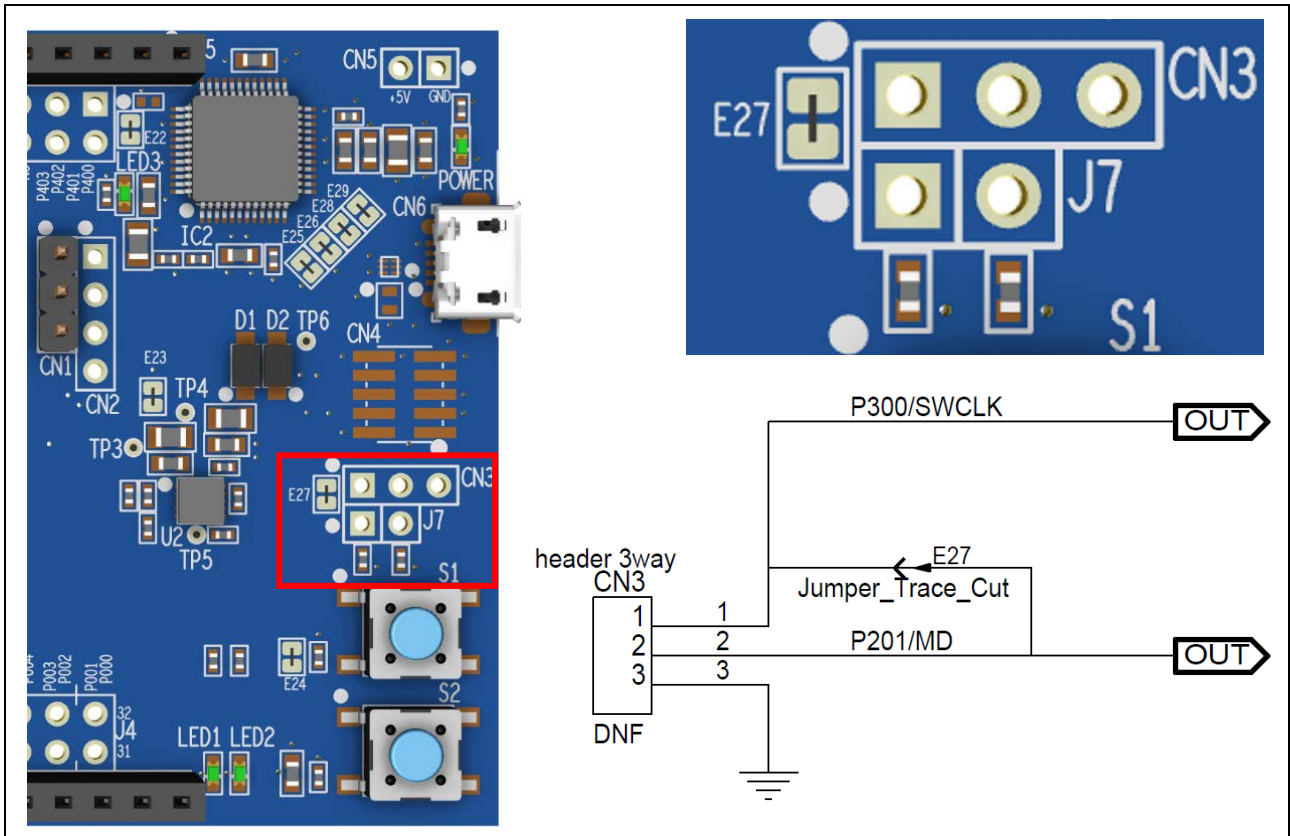 5
CN5
+5V
GND
E22
LED3
P403
P402
P401
P400
POWER
E29
E28
E26
E25
CN6
IC2
D1
D2
TP6
CN4
CN1
CN2
E23
TP4
TP3
U2
TP5
E27
CN3
J7
S1
E24
S2
P004
P003
P002
P001
P000
32
J4
31
LED1 LED2
E27
CN3
J7
S1
P300/SWCLK
OUT
header 3way
CN3
E27
Jumper_Trace_Cut
1 1
2 2
3 3
P201/MD
OUT
DNF